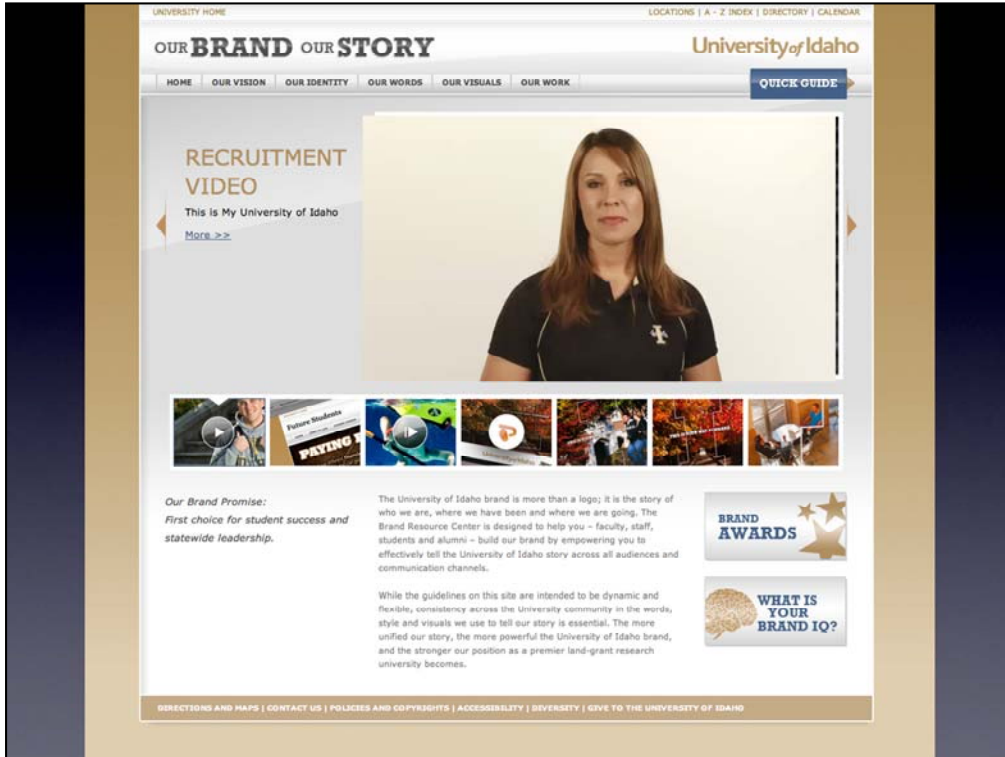 UNIVERSITY HOME
LOCATIONS | A - Z INDEX | DIRECTORY | CALENDAR
OUR BRAND OUR STORY
University of Idaho
HOME OUR VISION OUR IDENTITY OUR WORDS OUR VISUALS OUR WORK
QUICK GUIDE
RECRUITMENT
VIDEO
This is My University of Idaho
More >>
I
Future Students
PAYING
University of Idaho
Our Brand Promise:
First choice for student success and
statewide leadership.
The University of Idaho brand is more than a logo; it is the story of
who we are, where we have been and where we are going. The
Brand Resource Center is designed to help you – faculty, staff,
students and alumni – build our brand by empowering you to
effectively tell the University of Idaho story across all audiences and
communication channels.
While the guidelines on this site are intended to be dynamic and
flexible, consistency across the University community in the words,
style and visuals we use to tell our story is essential. The more
unified our story, the more powerful the University of Idaho brand,
and the stronger our position as a premier land-grant research
university becomes.
BRAND
AWARDS
WHAT IS
YOUR
BRAND IQ?
DIRECTIONS AND MAPS | CONTACT US | POLICIES AND COPYRIGHTS | ACCESSIBILITY | DIVERSITY | GIVE TO THE UNIVERSITY OF IDAHO